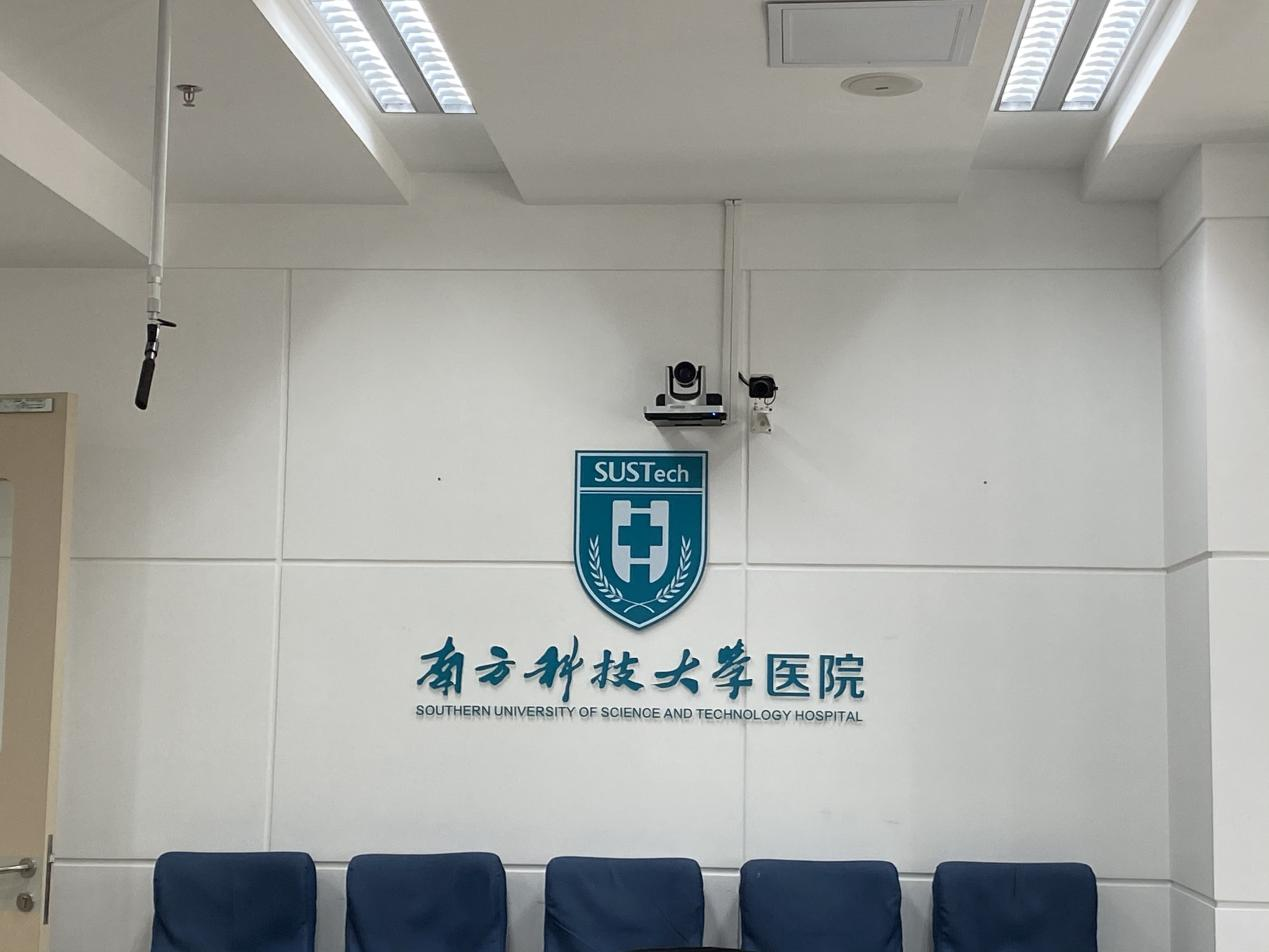 SUSTech
南方科技大学医院
SOUTHERN UNIVERSITY OF SCIENCE AND TECHNOLOGY HOSPITAL